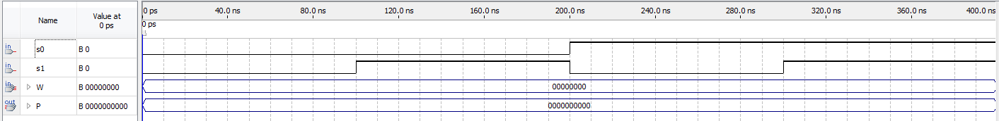 Name Value at 0 ps
0 ps 40.0 ns 80.0 ns 120.0 ns 160.0 ns 200.0 ns 240.0 ns 280.0 ns 320.0 ns 360.0 ns 400.0 ns
0 ps
in s0 B 0
in s1 B 0
in W B 00000000 00000000
out P B 0000000000 0000000000